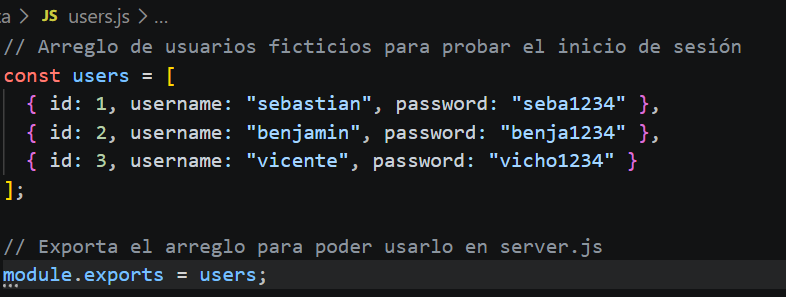 ta > JS users.js > ...
// Arreglo de usuarios ficticios para probar el inicio de sesión
const users = [
  { id: 1, username: "sebastian", password: "seba1234" },
  { id: 2, username: "benjamin", password: "benja1234" },
  { id: 3, username: "vicente", password: "vicho1234" }
];
// Exporta el arreglo para poder usarlo en server.js
module.exports = users;